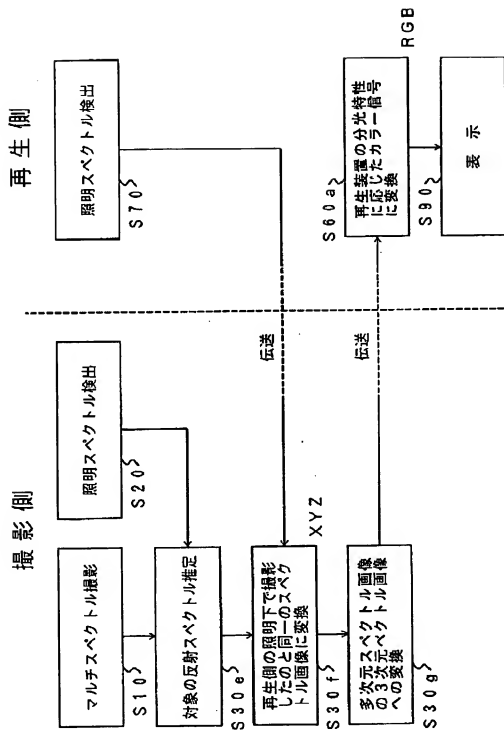 撮影側
再生側
マルチスペクトル撮影
S10
照明スペクトル検出
S20
照明スペクトル検出
S70
対象の反射スペクトル推定
S30e
伝送
再生側の照明下で撮影
したのと同一のスペク
トル画像に変換
S30f
XYZ
多次元スペクトル画像
の3次元スペクトル画像
への変換
S30g
伝送
再生装置の分光特性
に応じたカラー信号
に変換
S60a
RGB
表示
S90